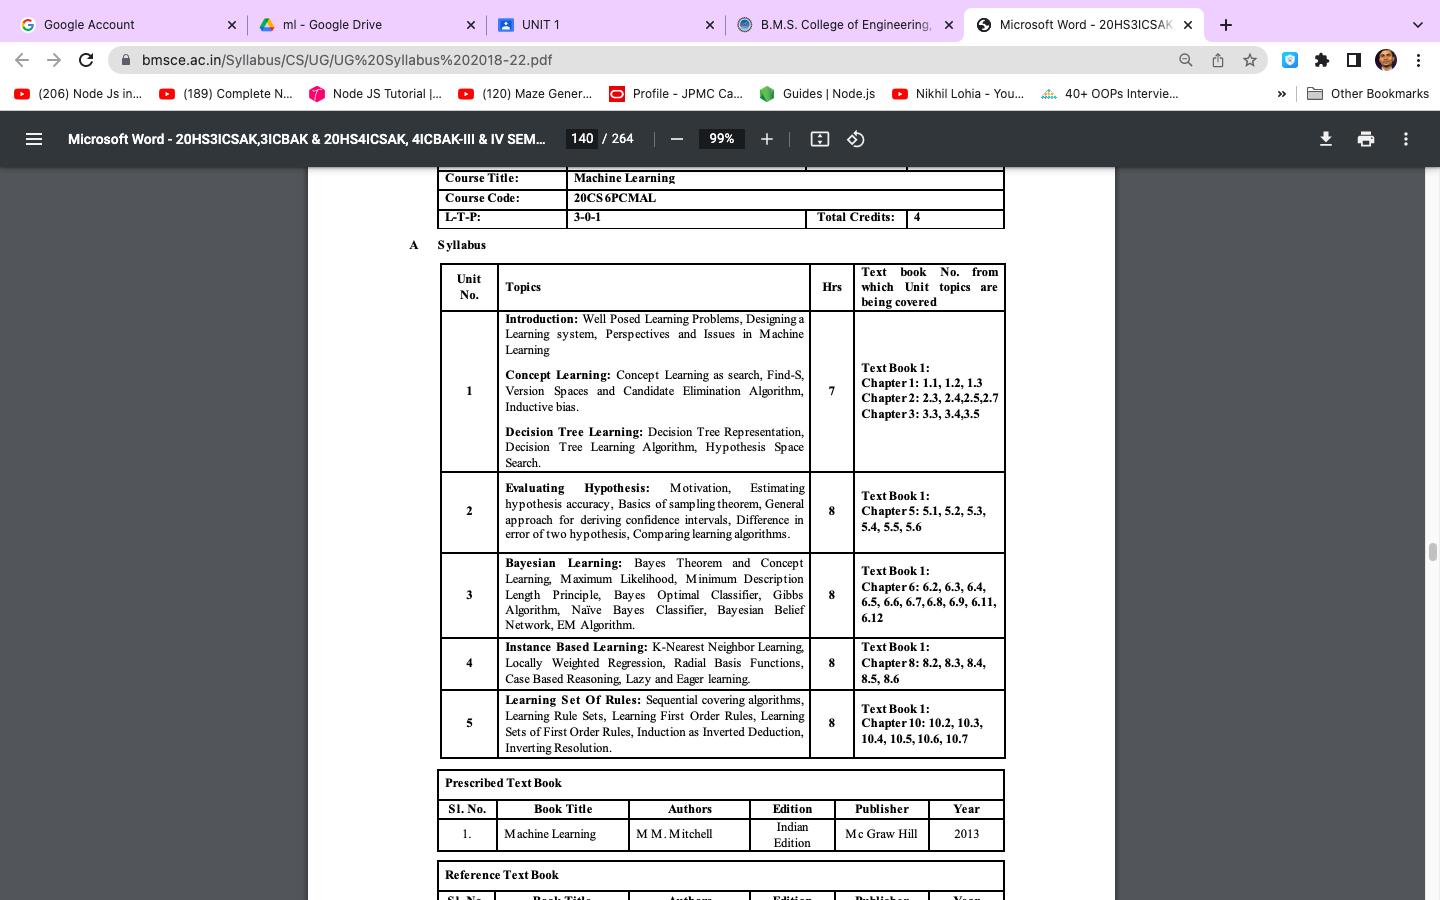 Google Account
ml - Google Drive
UNIT 1
B.M.S. College of Engineering,
Microsoft Word - 20HS3ICSAK
bmsce.ac.in/Syllabus/CS/UG/UG%20Syllabus%202018-22.pdf
(206) Node Js in...
(189) Complete N...
Node JS Tutorial |...
(120) Maze Gener...
Profile - JPMC Ca...
Guides | Node.js
Nikhil Lohia - You...
40+ OOPs Intervie...
»
Other Bookmarks
Microsoft Word - 20HS3ICSAK,3ICBAK & 20HS4ICSAK, 4ICBAK-III & IV SEM...
140 / 264
99%
Course Title: Machine Learning
Course Code: 20CS6PCMAL
L-T-P: 3-0-1 Total Credits: 4
A Syllabus
Unit No.
Topics
Hrs
Text book No. from
which Unit topics are
being covered
1
Introduction: Well Posed Learning Problems, Designing a
Learning system, Perspectives and Issues in Machine
Learning
Concept Learning: Concept Learning as search, Find-S,
Version Spaces and Candidate Elimination Algorithm,
Inductive bias.
Decision Tree Learning: Decision Tree Representation,
Decision Tree Learning Algorithm, Hypothesis Space
Search.
7
Text Book 1:
Chapter 1: 1.1, 1.2, 1.3
Chapter 2: 2.3, 2.4,2.5,2.7
Chapter 3: 3.3, 3.4,3.5
2
Evaluating Hypothesis: Motivation, Estimating
hypothesis accuracy, Basics of sampling theorem, General
approach for deriving confidence intervals, Difference in
error of two hypothesis, Comparing learning algorithms.
8
Text Book 1:
Chapter 5: 5.1, 5.2, 5.3,
5.4, 5.5, 5.6
3
Bayesian Learning: Bayes Theorem and Concept
Learning, Maximum Likelihood, Minimum Description
Length Principle, Bayes Optimal Classifier, Gibbs
Algorithm, Naïve Bayes Classifier, Bayesian Belief
Network, EM Algorithm.
8
Text Book 1:
Chapter 6: 6.2, 6.3, 6.4,
6.5, 6.6, 6.7, 6.8, 6.9, 6.11,
6.12
4
Instance Based Learning: K-Nearest Neighbor Learning,
Locally Weighted Regression, Radial Basis Functions,
Case Based Reasoning, Lazy and Eager learning.
8
Text Book 1:
Chapter 8: 8.2, 8.3, 8.4,
8.5, 8.6
5
Learning Set Of Rules: Sequential covering algorithms,
Learning Rule Sets, Learning First Order Rules, Learning
Sets of First Order Rules, Induction as Inverted Deduction,
Inverting Resolution.
8
Text Book 1:
Chapter 10: 10.2, 10.3,
10.4, 10.5, 10.6, 10.7
Prescribed Text Book
Sl. No. Book Title Authors Edition Publisher Year
1. Machine Learning M M. Mitchell Indian Edition Mc Graw Hill 2013
Reference Text Book
Sl. No. Book Title Authors Edition Publisher Year